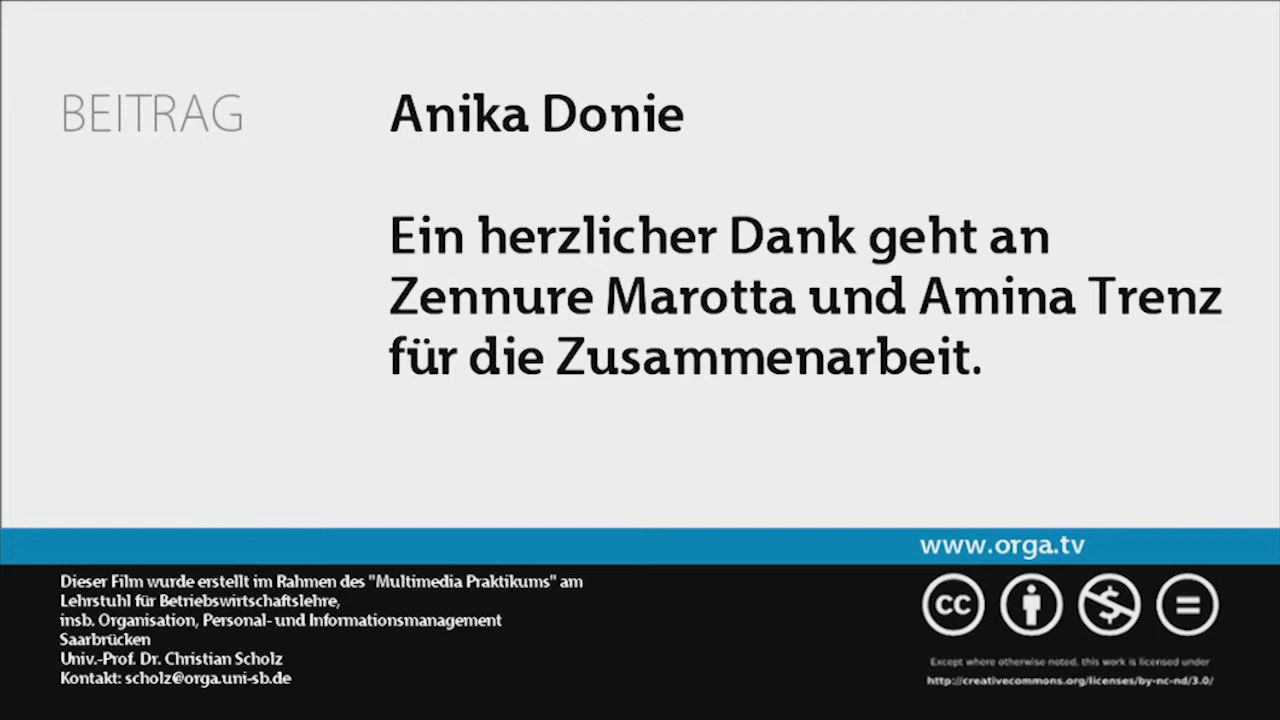 BEITRAG
Anika Donie
Ein herzlicher Dank geht an
Zennure Marotta und Amina Trenz
für die Zusammenarbeit.
www.orga.tv
Dieser Film wurde erstellt im Rahmen des "Multimedia Praktikums" am
Lehrstuhl für Betriebswirtschaftslehre,
insb. Organisation, Personal- und Informationsmanagement
Saarbrücken
Univ.-Prof. Dr. Christian Scholz
Kontakt: scholz@orga.uni-sb.de
cc
$
=
Except where otherwise noted, this work is licensed under
http://creativecommons.org/licenses/by-nc-nd/3.0/